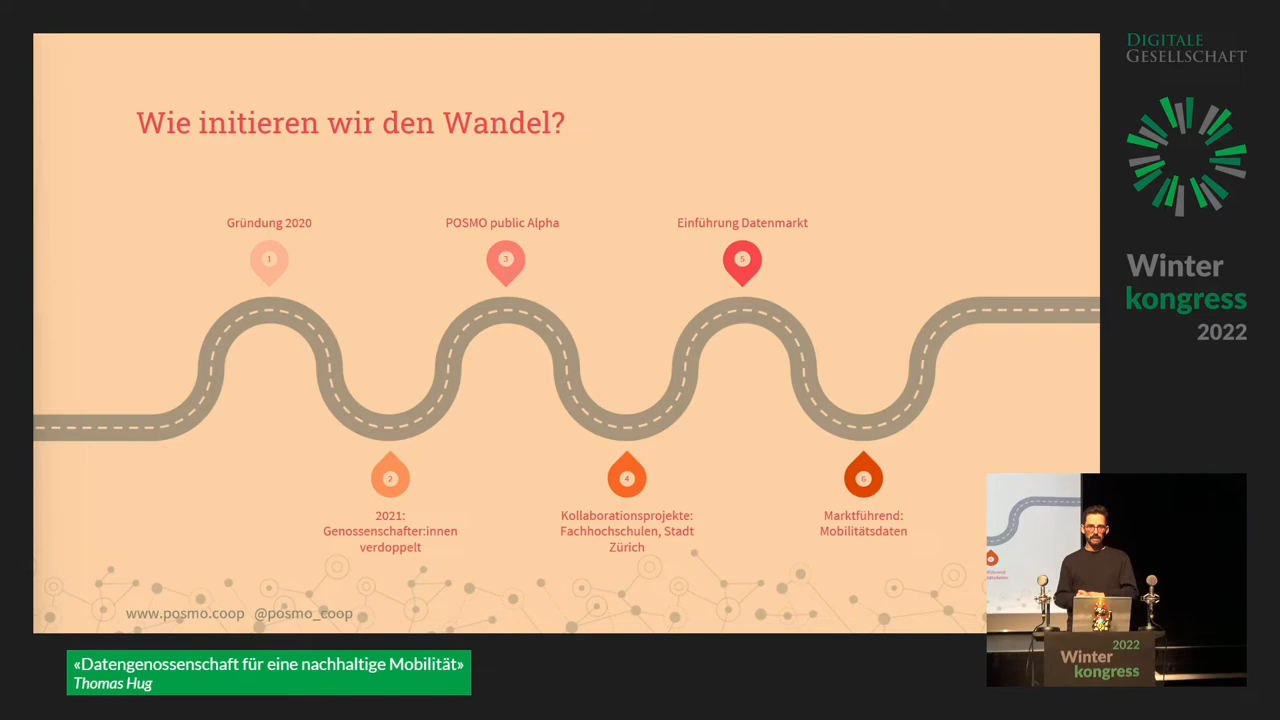 Wie initieren wir den Wandel?
Gründung 2020
POSMO public Alpha
Einführung Datenmarkt
1
3
5
2
4
6
2021:
Genossenschafter:innen
verdoppelt
Kollaborationsprojekte:
Fachhochschulen, Stadt
Zürich
Marktführend:
Mobilitätsdaten
www.posmo.coop @posmo_coop
DIGITALE
GESELLSCHAFT
Winter
kongress
2022
2022
Winter
kongress
«Datengenossenschaft für eine nachhaltige Mobilität»
Thomas Hug